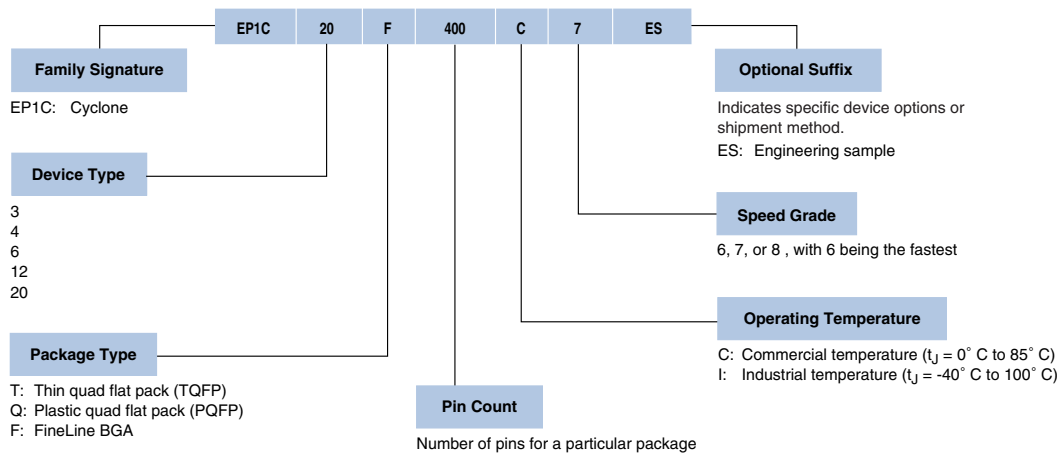 EP1C 20 F 400 C 7 ES
Family Signature
EP1C: Cyclone
Optional Suffix
Indicates specific device options or
shipment method.
ES: Engineering sample
Device Type
3
4
6
12
20
Speed Grade
6, 7, or 8 , with 6 being the fastest
Operating Temperature
C: Commercial temperature (tJ = 0˚ C to 85˚ C)
I: Industrial temperature (tJ = -40˚ C to 100˚ C)
Package Type
T: Thin quad flat pack (TQFP)
Q: Plastic quad flat pack (PQFP)
F: FineLine BGA
Pin Count
Number of pins for a particular package